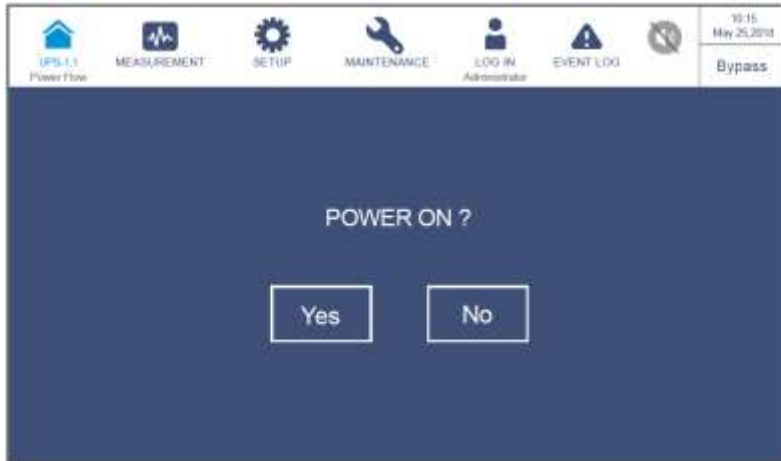 UPS-1.1
Power Flow
MEASUREMENT
SETUP
MAINTENANCE
LOG IN
Administrator
EVENT LOG
10:15
May 25,2018
Bypass
POWER ON ?
Yes
No